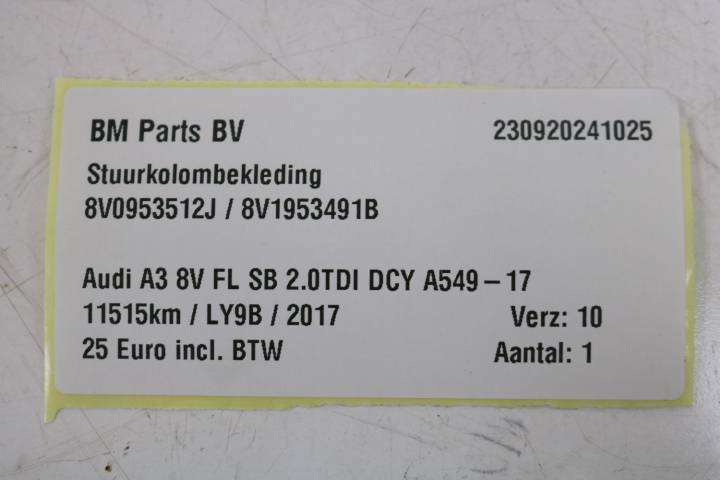 BM Parts BV 230920241025
Stuurkolombekleding
8V0953512J / 8V1953491B
Audi A3 8V FL SB 2.0TDI DCY A549-17
11515km / LY9B / 2017 Verz: 10
25 Euro incl. BTW Aantal: 1